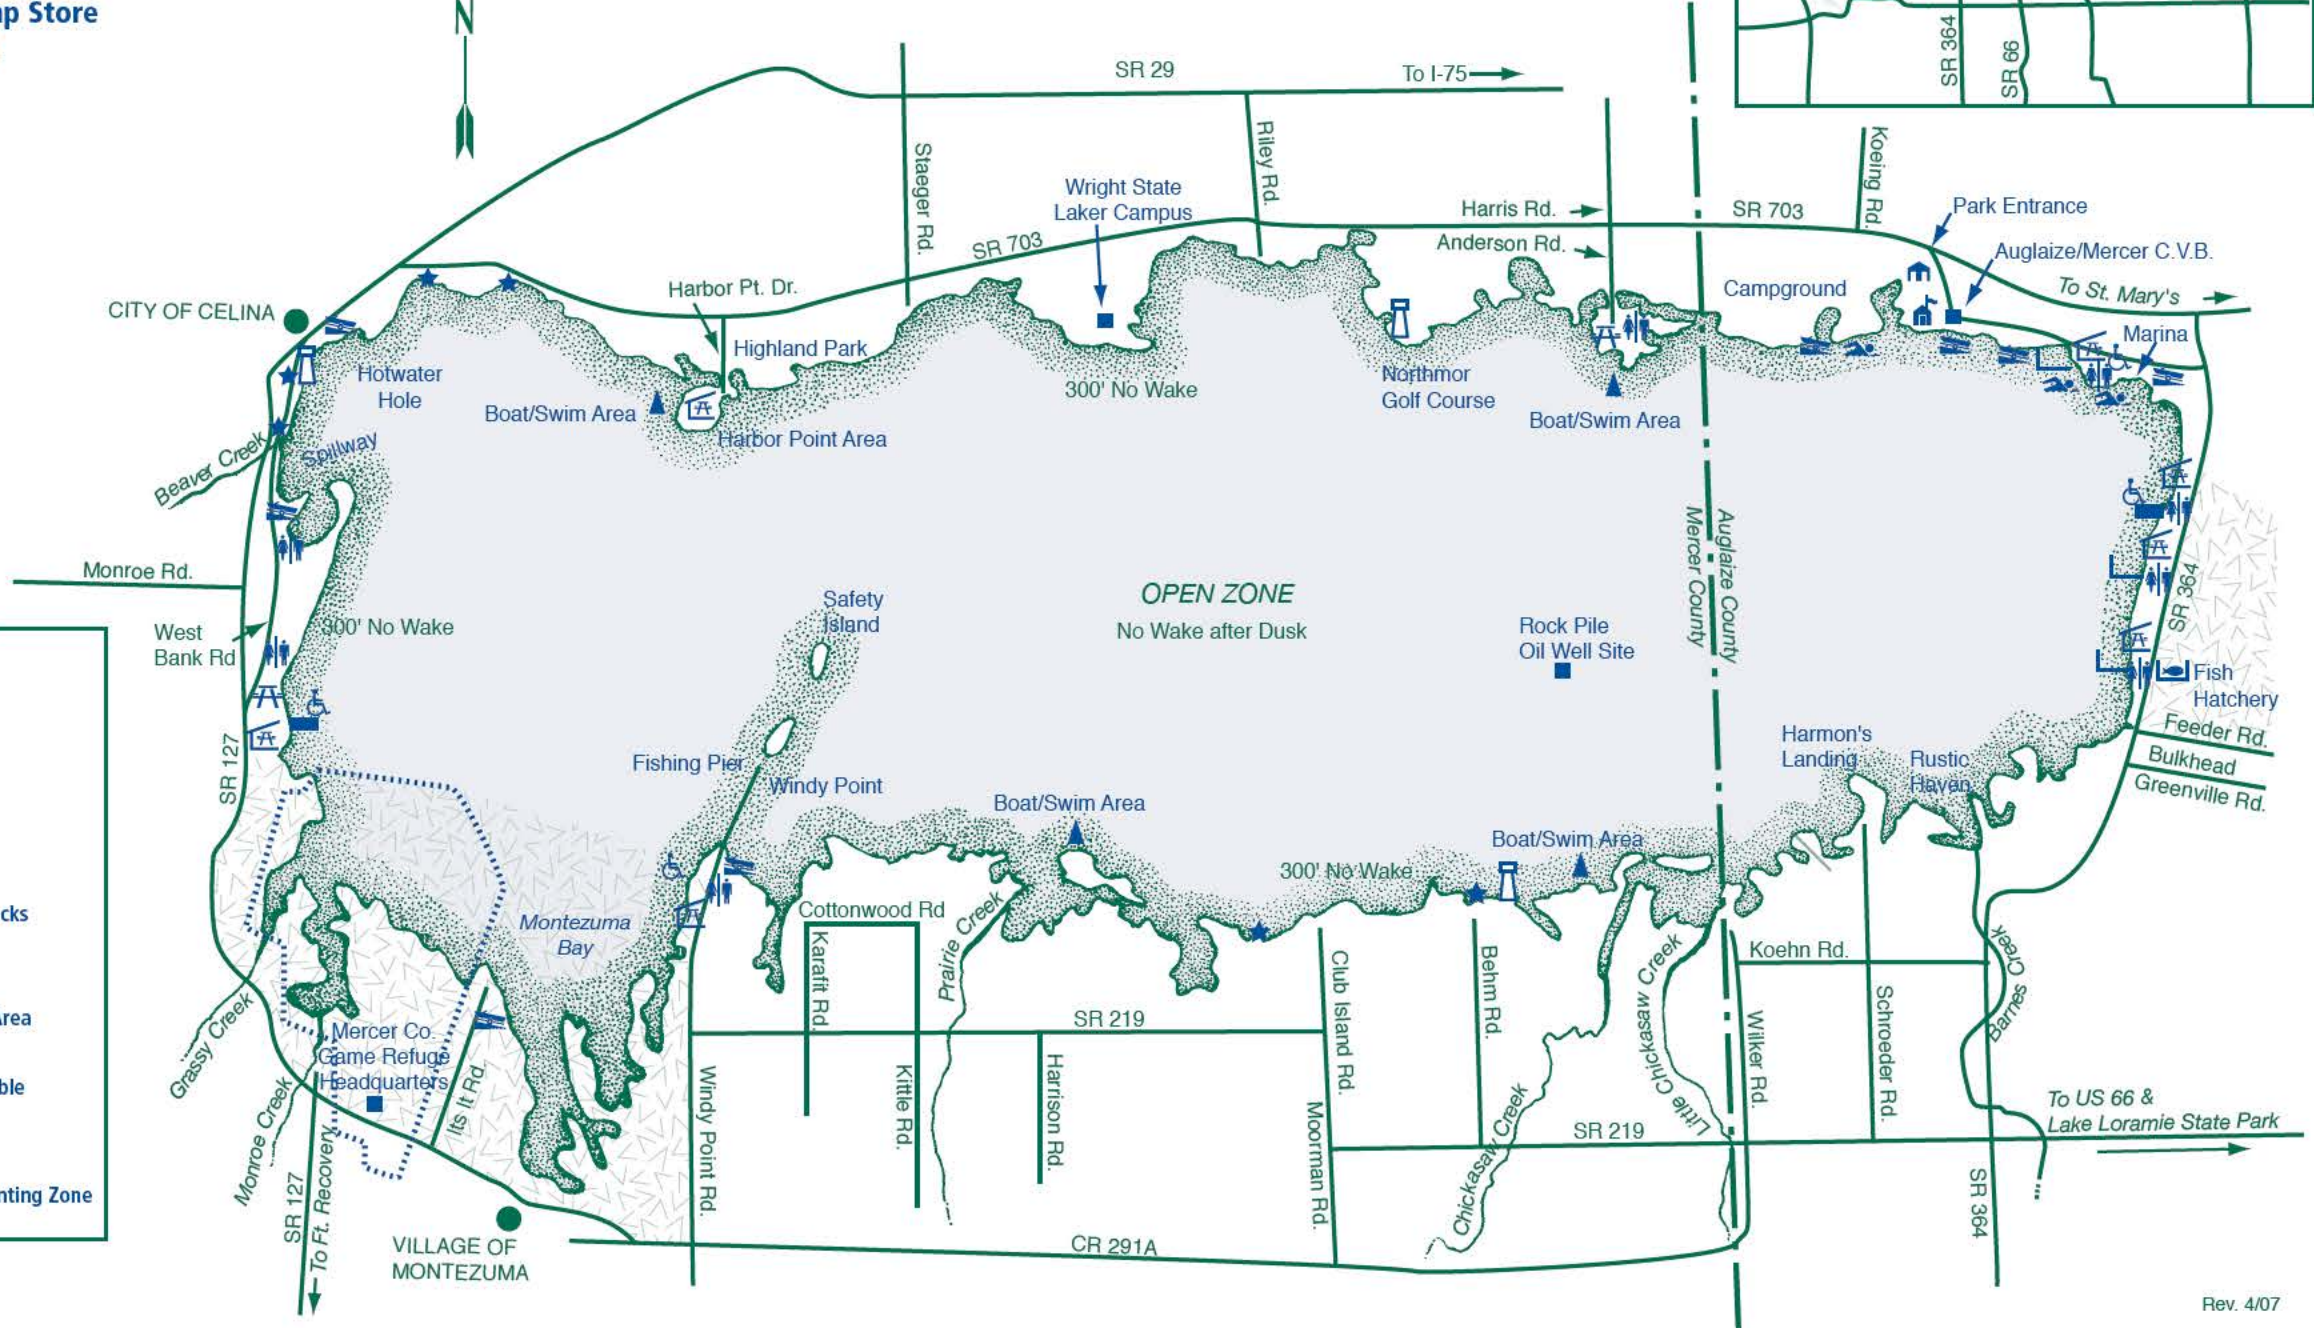 p Store
N
SR 29
To I-75
SR 364
SR 66
Staeger Rd.
Riley Rd.
Koeing Rd.
Wright State
Laker Campus
Harris Rd.
SR 703
Park Entrance
SR 703
Anderson Rd.
Auglaize/Mercer C.V.B.
Harbor Pt. Dr.
Campground
To St. Mary's
CITY OF CELINA
Highland Park
Marina
Hotwater
Hole
300' No Wake
Northmor
Golf Course
Boat/Swim Area
Boat/Swim Area
Harbor Point Area
Beaver Creek
Spillway
Mercer County
Auglaize County
Monroe Rd.
OPEN ZONE
No Wake after Dusk
Safety
Island
SR 364
West
Bank Rd
300' No Wake
Rock Pile
Oil Well Site
Fish
Hatchery
Feeder Rd.
Bulkhead
Greenville Rd.
Harmon's
Landing
Rustic
Haven
SR 127
Fishing Pier
Windy Point
Boat/Swim Area
Boat/Swim Area
300' No Wake
cks
Montezuma
Bay
Cottonwood Rd
Karafit Rd.
Prairie Creek
Club Island Rd.
Behm Rd.
Little Chickasaw Creek
Koehn Rd.
Barnes Creek
Grassy Creek
rea
Mercer Co.
Game Refuge
Headquarters
SR 219
Wilker Rd.
Schroeder Rd.
ble
Monroe Creek
Its It Rd.
Windy Point Rd.
Kittle Rd.
Harrison Rd.
Moorman Rd.
Chickasaw Creek
SR 219
To US 66 &
Lake Loramie State Park
nting Zone
SR 127
To Ft. Recovery
SR 364
VILLAGE OF
MONTEZUMA
CR 291A
Rev. 4/07